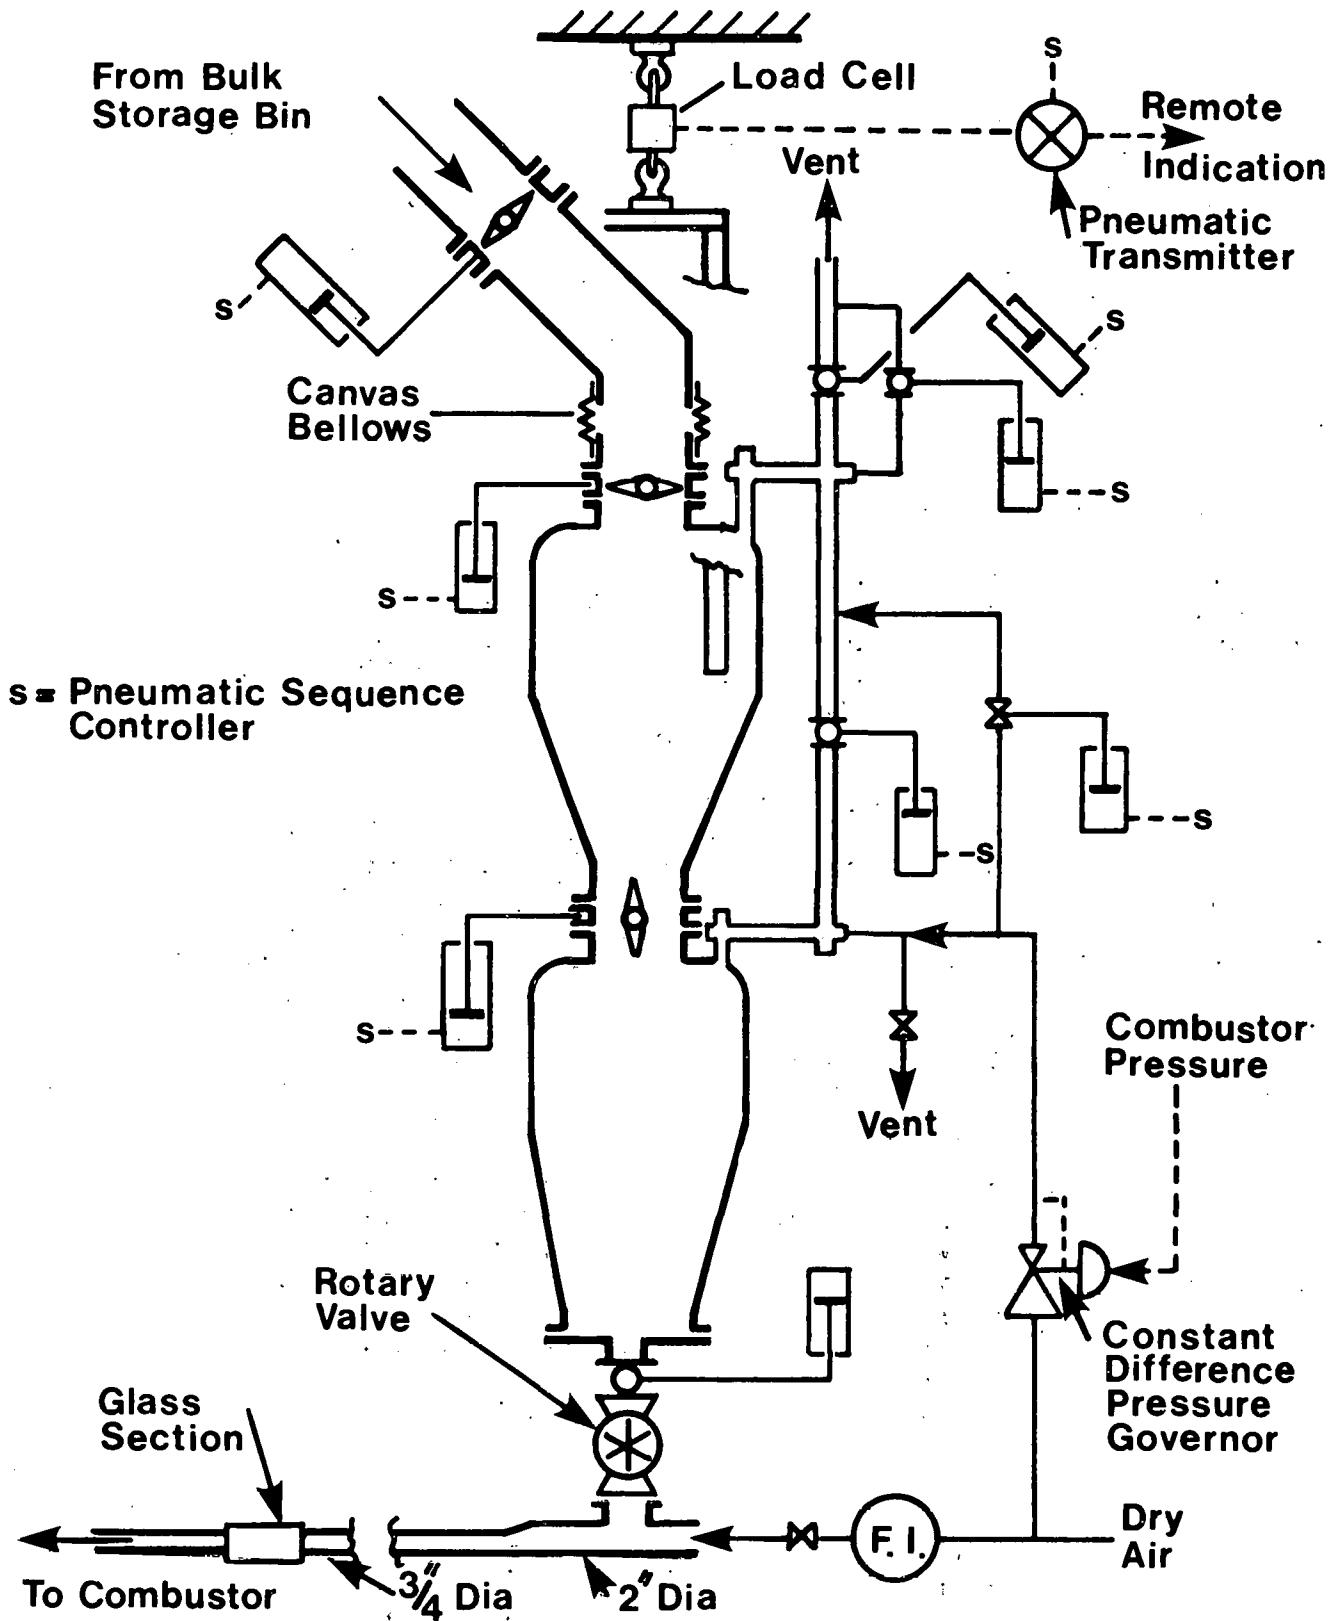 From Bulk
Storage Bin
Load Cell
s
Remote
Indication
Vent
Pneumatic
Transmitter
s
s
Canvas
Bellows
s
s
s = Pneumatic Sequence
Controller
s
s
s
Combustor
Pressure
Vent
Rotary
Valve
Constant
Difference
Pressure
Governor
Glass
Section
F. I.
Dry
Air
To Combustor
3/4" Dia
2" Dia